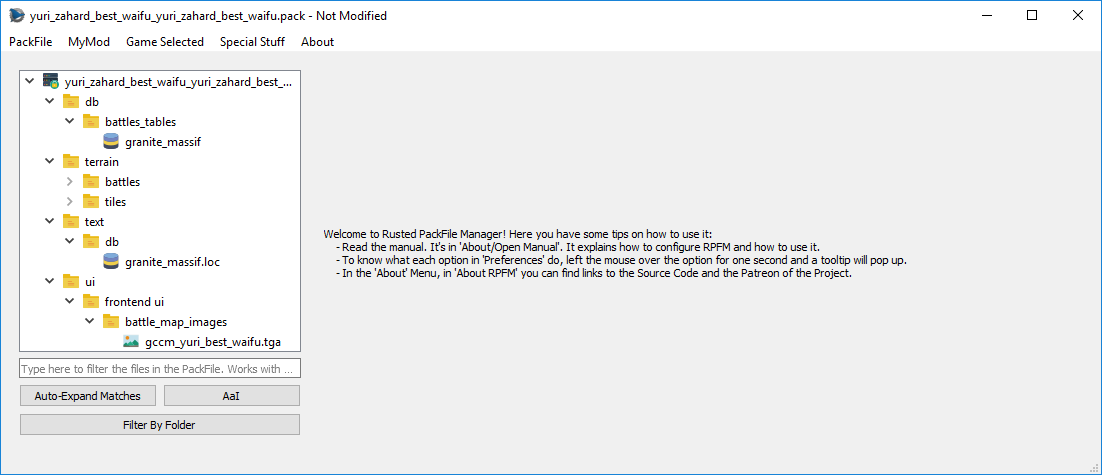 yuri_zahard_best_waifu_yuri_zahard_best_waifu.pack - Not Modified
PackFile MyMod Game Selected Special Stuff About
yuri_zahard_best_waifu_yuri_zahard_best_...
db
battles_tables
granite_massif
terrain
battles
tiles
text
db
granite_massif.loc
ui
frontend ui
battle_map_images
gccm_yuri_best_waifu.tga
Welcome to Rusted PackFile Manager! Here you have some tips on how to use it:
- Read the manual. It's in 'About/Open Manual'. It explains how to configure RPFM and how to use it.
- To know what each option in 'Preferences' do, left the mouse over the option for one second and a tooltip will pop up.
- In the 'About' Menu, in 'About RPFM' you can find links to the Source Code and the Patreon of the Project.
Type here to filter the files in the PackFile. Works with ...
Auto-Expand Matches AaI
Filter By Folder